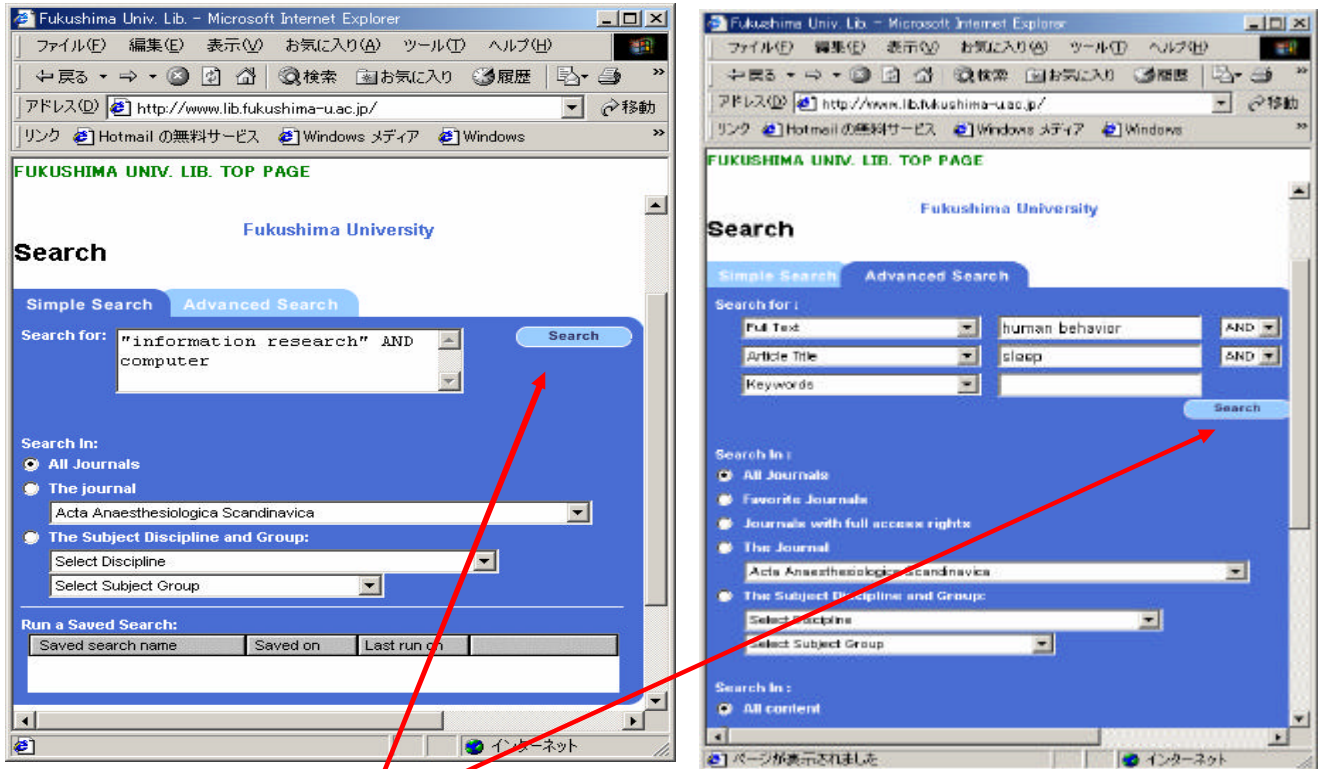 Fukushima Univ. Lib. - Microsoft Internet Explorer
ファイル(F) 編集(E) 表示(V) お気に入り(A) ツール(T) ヘルプ(H)
戻る 検索 お気に入り 履歴 »
アドレス(D) http://www.lib.fukushima-u.ac.jp/ 移動
リンク Hotmail の無料サービス Windows メディア Windows »
FUKUSHIMA UNIV. LIB. TOP PAGE
Fukushima University
Search
Simple Search Advanced Search
Search for: "information research" AND
computer
Search
Search In:
All Journals
The journal
Acta Anaesthesiologica Scandinavica
The Subject Discipline and Group:
Select Discipline
Select Subject Group
Run a Saved Search:
Saved search name Saved on Last run on
インターネット
Fukushima Univ. Lib. - Microsoft Internet Explorer
ファイル(F) 編集(E) 表示(V) お気に入り(A) ツール(T) ヘルプ(H)
戻る 検索 お気に入り 履歴 »
アドレス(D) http://www.lib.fukushima-u.ac.jp/ 移動
リンク Hotmail の無料サービス Windows メディア Windows »
FUKUSHIMA UNIV. LIB. TOP PAGE
Fukushima University
Search
Simple Search Advanced Search
Search for :
Full Text human behavior AND
Article Title sleep AND
Keywords
Search
Search In :
All Journals
Favorite Journals
Journals with full access rights
The Journal
Acta Anaesthesiologica Scandinavica
The Subject Discipline and Group:
Select Discipline
Select Subject Group
Search In :
All content
ページが表示されました インターネット